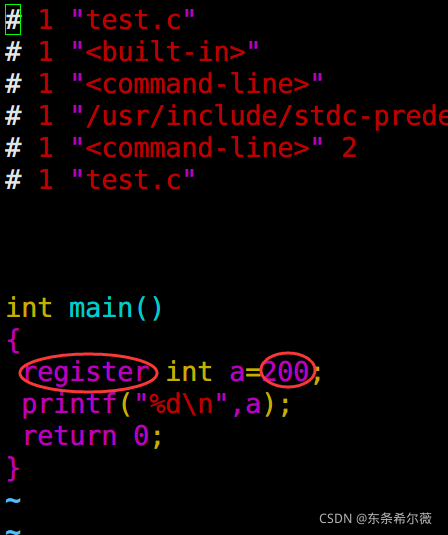 # 1 "test.c"
# 1 "<built-in>"
# 1 "<command-line>"
# 1 "/usr/include/stdc-prede
# 1 "<command-line>" 2
# 1 "test.c"
int main()
{
register int a=200;
printf("%d\n",a);
return 0;
}
~
~
CSDN @东条希尔薇